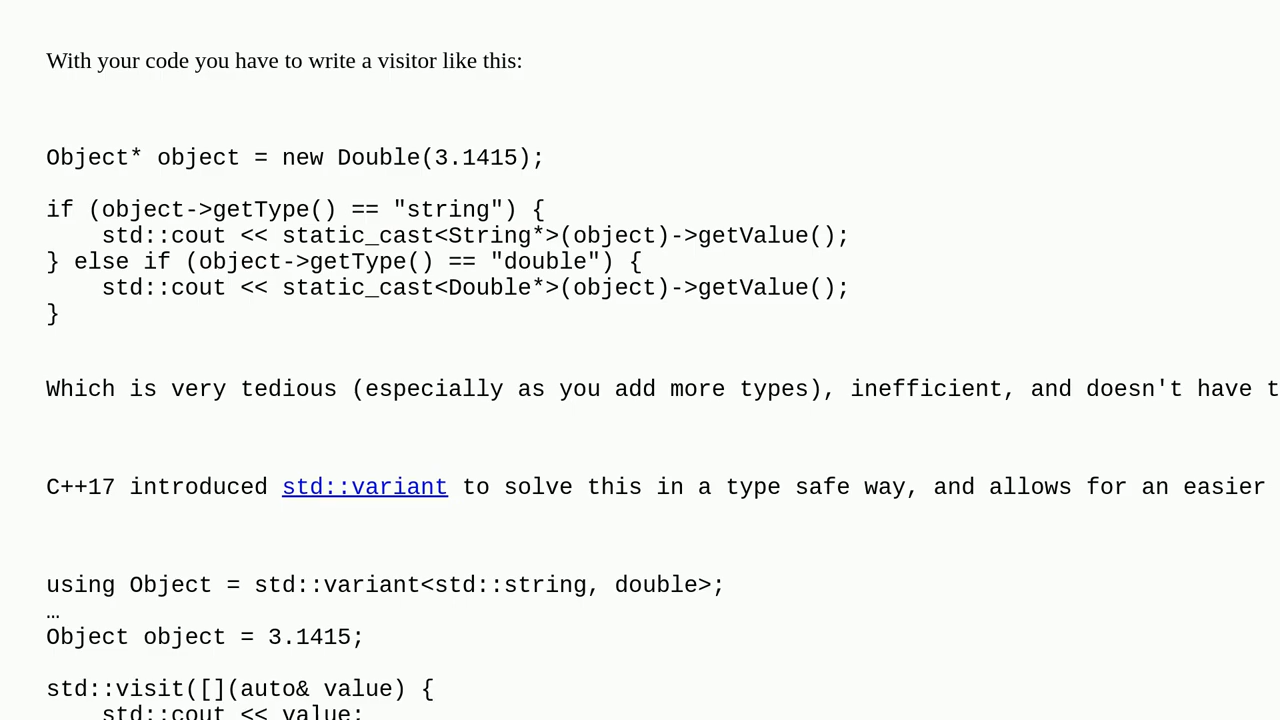 With your code you have to write a visitor like this:
Object* object = new Double(3.1415);
if (object->getType() == "string") {
    std::cout << static_cast<String*>(object)->getValue();
} else if (object->getType() == "double") {
    std::cout << static_cast<Double*>(object)->getValue();
}
Which is very tedious (especially as you add more types), inefficient, and doesn't have t
C++17 introduced std::variant to solve this in a type safe way, and allows for an easier
using Object = std::variant<std::string, double>;
…
Object object = 3.1415;
std::visit([](auto& value) {
    std::cout << value;